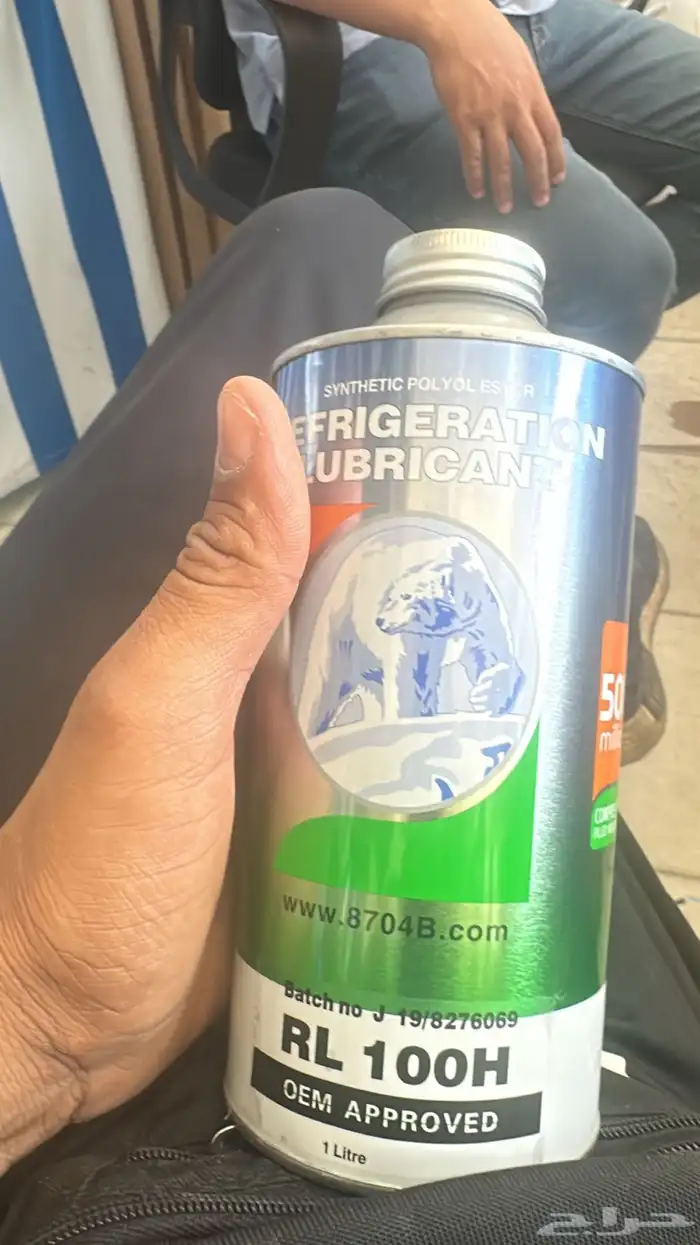 SYNTHETIC POLYOL ESTER
REFRIGERATION
LUBRICANT
50
www.8704B.com
Batch no J 19/8276069
RL 100H
OEM APPROVED
1 Litre
حراج